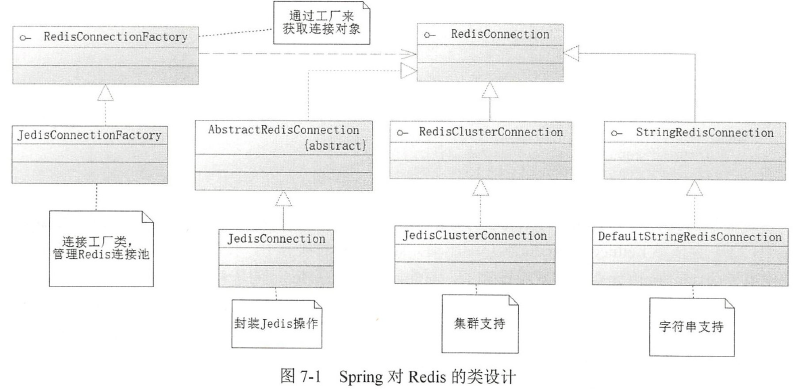 通过工厂来
获取连接对象
RedisConnectionFactory
RedisConnection
JedisConnectionFactory
AbstractRedisConnection
{abstract}
RedisClusterConnection
StringRedisConnection
连接工厂类，
管理Redis连接池
JedisConnection
JedisClusterConnection
DefaultStringRedisConnection
封装Jedis操作
集群支持
字符串支持
图 7-1 Spring 对 Redis 的类设计